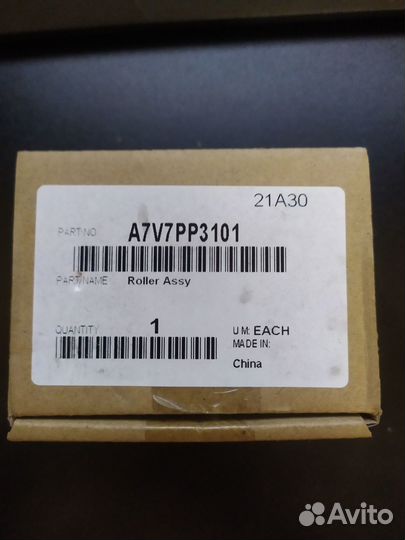 21A30
PART NO. A7V7PP3101
PART NAME Roller Assy
QUANTITY 1 U M: EACH
MADE IN:
China
Avito